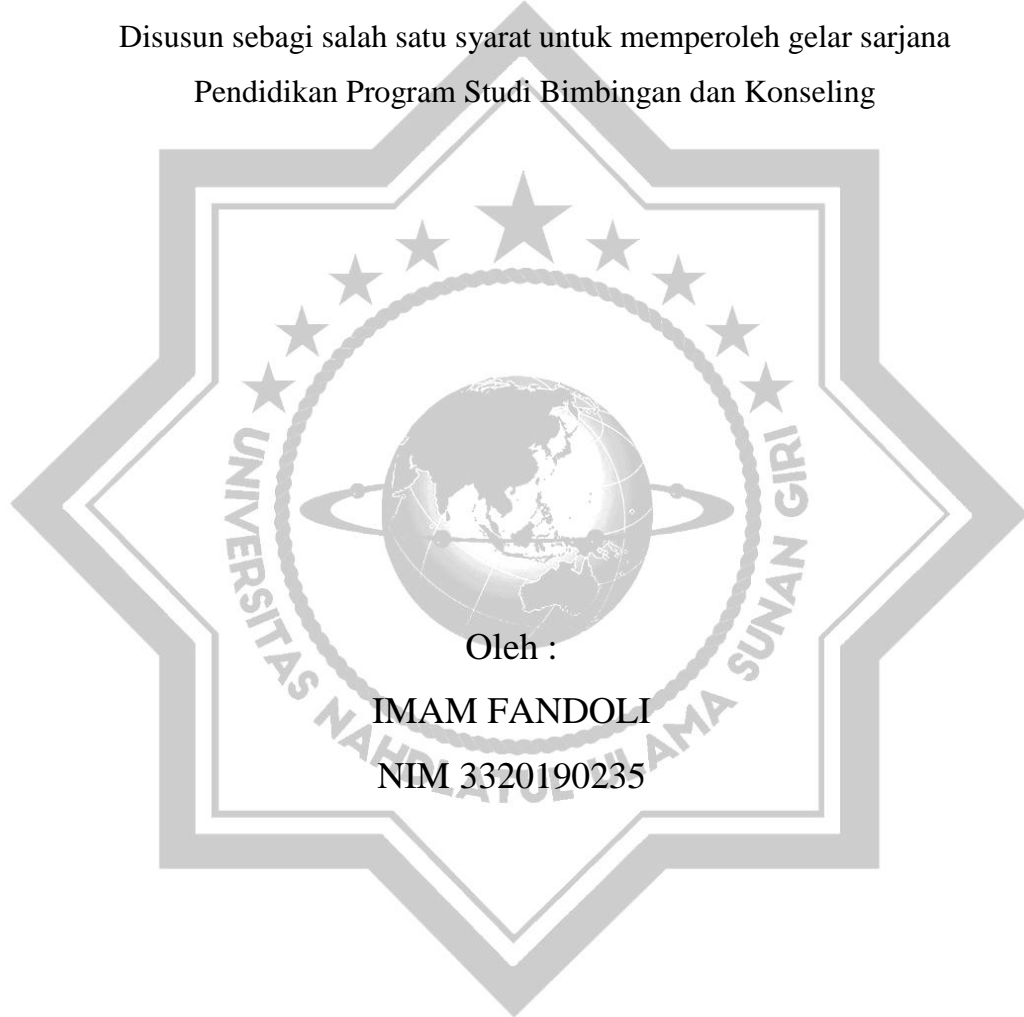 Disusun sebagi salah satu syarat untuk memperoleh gelar sarjana
Pendidikan Program Studi Bimbingan dan Konseling
UNIVERSITAS NAHDLATUL ULAMA SUNAN GIRI
Oleh :
IMAM FANDOLI
NIM 3320190235